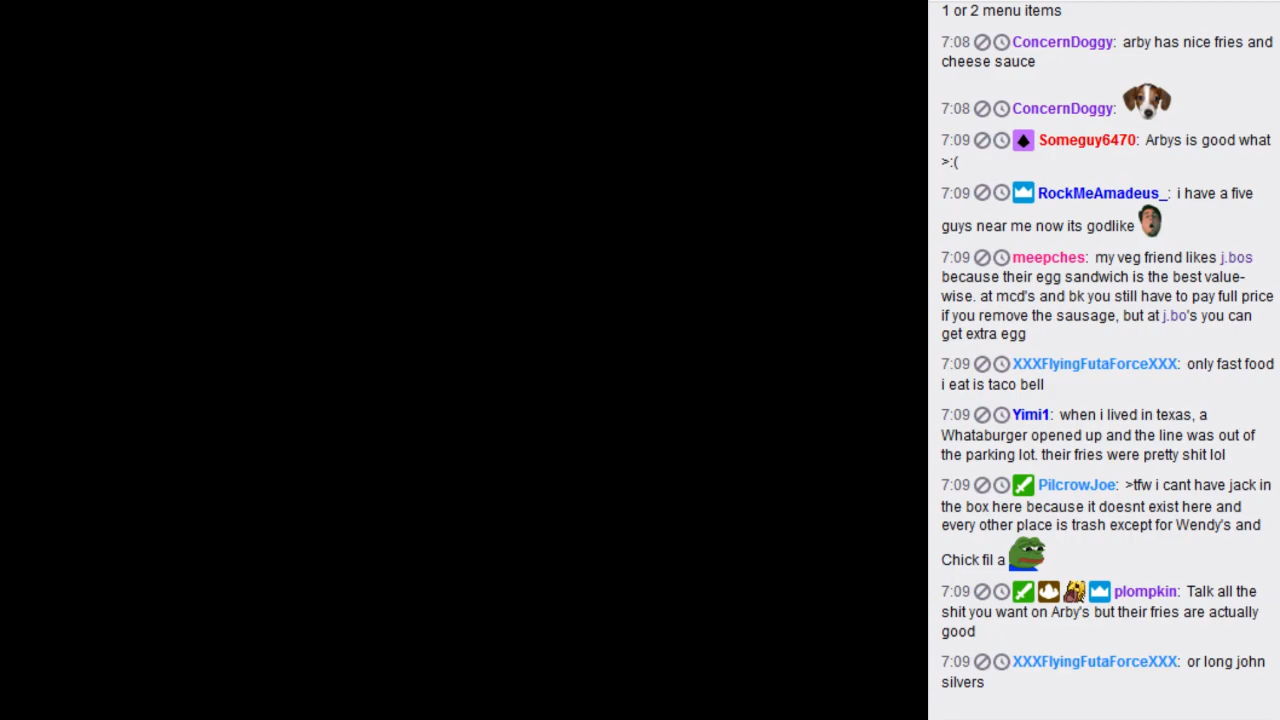 1 or 2 menu items
7:08 ConcernDoggy: arby has nice fries and
cheese sauce
7:08 ConcernDoggy:
7:09 Someguy6470: Arbys is good what
>:(
7:09 RockMeAmadeus_: i have a five
guys near me now its godlike
7:09 meepches: my veg friend likes j.bos
because their egg sandwich is the best value-
wise. at mcd's and bk you still have to pay full price
if you remove the sausage, but at j.bo's you can
get extra egg
7:09 XXXFlyingFutaForceXXX: only fast food
i eat is taco bell
7:09 Yimi1: when i lived in texas, a
Whataburger opened up and the line was out of
the parking lot. their fries were pretty shit lol
7:09 PilcrowJoe: >tfw i cant have jack in
the box here because it doesnt exist here and
every other place is trash except for Wendy's and
Chick fil a
7:09 plompkin: Talk all the
shit you want on Arby's but their fries are actually
good
7:09 XXXFlyingFutaForceXXX: or long john
silvers